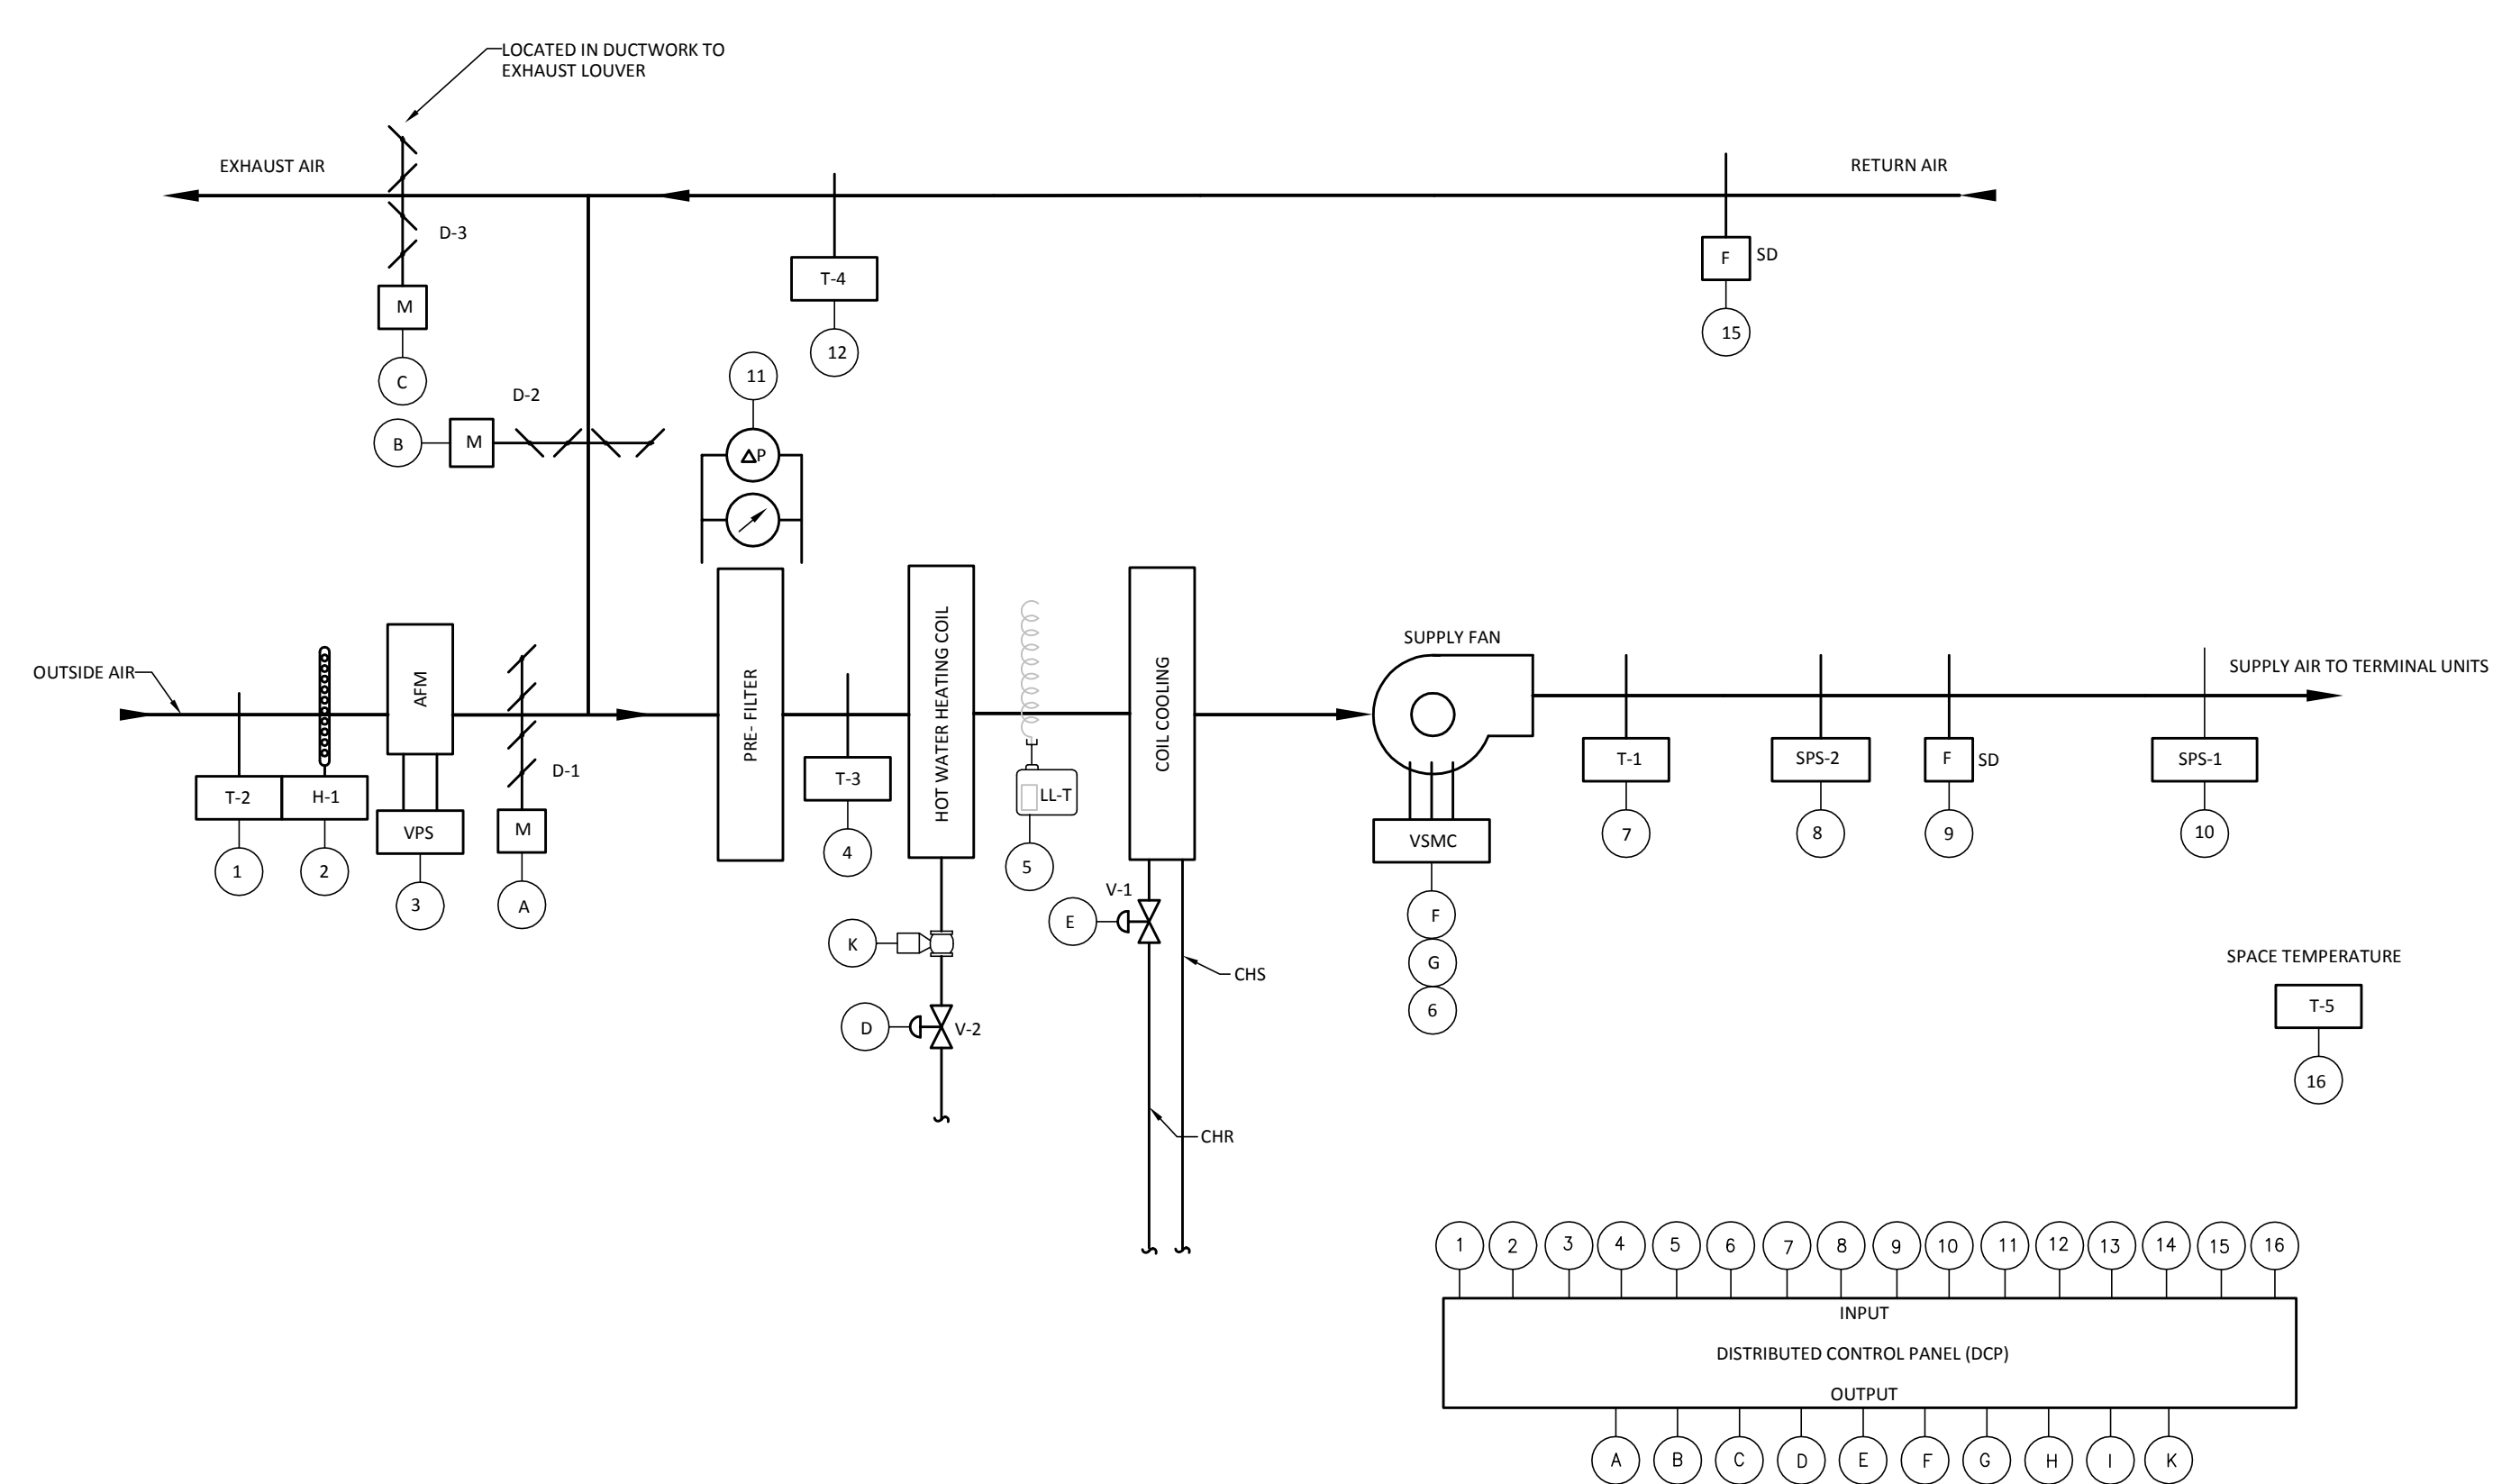 LOCATED IN DUCTWORK TO
EXHAUST LOUVER
EXHAUST AIR
RETURN AIR
D-3
F
SD
T-4
M
15
12
11
C
D-2
B
M
ΔP
SUPPLY FAN
OUTSIDE AIR
SUPPLY AIR TO TERMINAL UNITS
AFM
PRE- FILTER
HOT WATER HEATING COIL
COIL COOLING
D-1
T-2
H-1
T-3
LL-T
T-1
SPS-2
F
SD
SPS-1
VPS
M
VSMC
1
2
3
A
4
5
7
8
9
10
V-1
E
F
K
G
6
SPACE TEMPERATURE
CHS
T-5
D
V-2
16
CHR
1
2
3
4
5
6
7
8
9
10
11
12
13
14
15
16
INPUT
DISTRIBUTED CONTROL PANEL (DCP)
OUTPUT
A
B
C
D
E
F
G
H
I
K